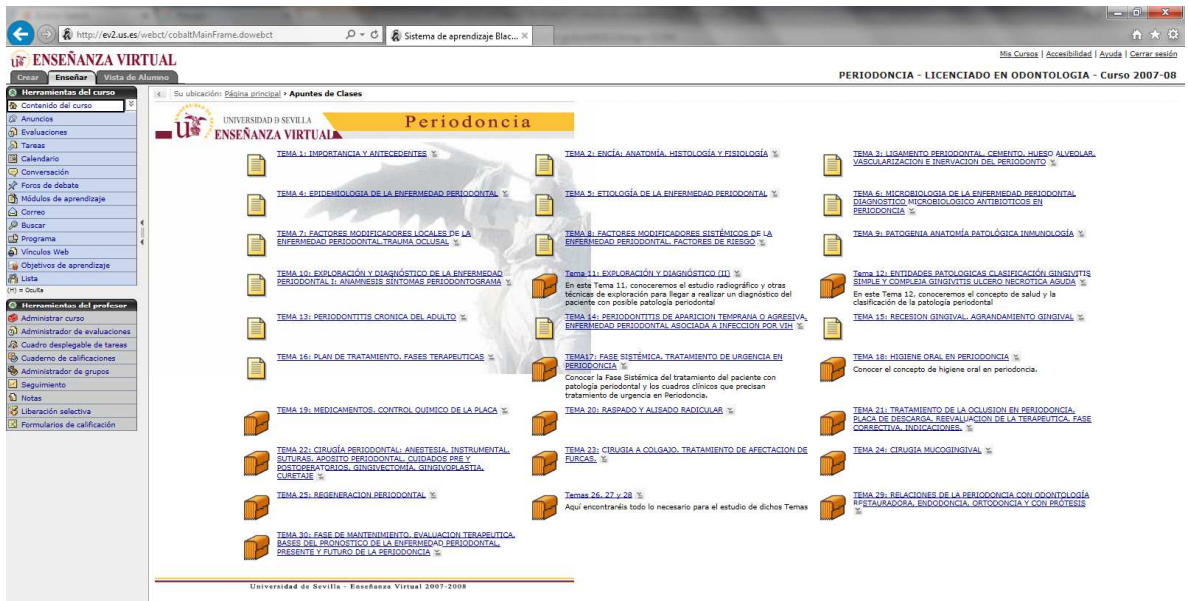 http://ev2.us.es/webct/cobaltMainFrame.dowebct
Sistema de aprendizaje Blac...
ENSEÑANZA VIRTUAL
Mis Cursos | Accesibilidad | Ayuda | Cerrar sesión
Crear Enseñar Vista de Alumno
PERIODONCIA - LICENCIADO EN ODONTOLOGIA - Curso 2007-08
Herramientas del curso
Contenido del curso
Anuncios
Evaluaciones
Tareas
Calendario
Conversación
Foros de debate
Módulos de aprendizaje
Correo
Buscar
Programa
Vínculos Web
Objetivos de aprendizaje
Lista
(H) = Oculta
Herramientas del profesor
Administrar curso
Administrador de evaluaciones
Cuadro desplegable de tareas
Cuaderno de calificaciones
Administrador de grupos
Seguimiento
Notas
Liberación selectiva
Formularios de calificación
Su ubicación: Página principal › Apuntes de Clases
UNIVERSIDAD D SEVILLA
ENSEÑANZA VIRTUAL
Periodoncia
TEMA 1: IMPORTANCIA Y ANTECEDENTES
TEMA 2: ENCÍA: ANATOMÍA. HISTOLOGÍA Y FISIOLOGÍA
TEMA 3: LIGAMENTO PERIODONTAL. CEMENTO. HUESO ALVEOLAR.
VASCULARIZACION E INERVACION DEL PERIODONTO
TEMA 4: EPIDEMIOLOGIA DE LA ENFERMEDAD PERIODONTAL
TEMA 5: ETIOLOGÍA DE LA ENFERMEDAD PERIODONTAL
TEMA 6: MICROBIOLOGIA DE LA ENFERMEDAD PERIODONTAL
DIAGNOSTICO MICROBIOLOGICO ANTIBIOTICOS EN
PERIODONCIA
TEMA 7: FACTORES MODIFICADORES LOCALES DE LA
ENFERMEDAD PERIODONTAL.TRAUMA OCLUSAL
TEMA 8: FACTORES MODIFICADORES SISTÉMICOS DE LA
ENFERMEDAD PERIODONTAL. FACTORES DE RIESGO
TEMA 9: PATOGENIA ANATOMÍA PATOLÓGICA INMUNOLOGÍA
TEMA 10: EXPLORACIÓN Y DIAGNÓSTICO DE LA ENFERMEDAD
PERIODONTAL I: ANAMNESIS SÍNTOMAS PERIODONTOGRAMA
Tema 11: EXPLORACIÓN Y DIAGNÓSTICO (II)
En este Tema 11, conoceremos el estudio radiográfico y otras
técnicas de exploración para llegar a realizar un diagnóstico del
paciente con posible patología periodontal
Tema 12: ENTIDADES PATOLOGICAS CLASIFICACIÓN GINGIVITIS
SIMPLE Y COMPLEJA GINGIVITIS ULCERO NECROTICA AGUDA
En este Tema 12, conoceremos el concepto de salud y la
clasificación de la patología periodontal
TEMA 13: PERIODONTITIS CRONICA DEL ADULTO
TEMA 14: PERIODONTITIS DE APARICION TEMPRANA O AGRESIVA.
ENFERMEDAD PERIODONTAL ASOCIADA A INFECCION POR VIH
TEMA 15: RECESION GINGIVAL. AGRANDAMIENTO GINGIVAL
TEMA 16: PLAN DE TRATAMIENTO. FASES TERAPEUTICAS
TEMA17: FASE SISTÉMICA. TRATAMIENTO DE URGENCIA EN
PERIODONCIA
Conocer la Fase Sistémica del tratamiento del paciente con
patología periodontal y los cuadros clínicos que precisan
tratamiento de urgencia en Periodoncia.
TEMA 18: HIGIENE ORAL EN PERIODONCIA
Conocer el concepto de higiene oral en periodoncia.
TEMA 19: MEDICAMENTOS. CONTROL QUIMICO DE LA PLACA
TEMA 20: RASPADO Y ALISADO RADICULAR
TEMA 21: TRATAMIENTO DE LA OCLUSION EN PERIODONCIA.
PLACA DE DESCARGA. REEVALUACION DE LA TERAPEUTICA. FASE
CORRECTIVA. INDICACIONES.
TEMA 22: CIRUGÍA PERIODONTAL: ANESTESIA. INSTRUMENTAL.
SUTURAS. APOSITO PERIODONTAL. CUIDADOS PRE Y
POSTOPERATORIOS. GINGIVECTOMÍA. GINGIVOPLASTIA.
CURETAJE
TEMA 23: CIRUGIA A COLGAJO. TRATAMIENTO DE AFECTACION DE
FURCAS.
TEMA 24: CIRUGIA MUCOGINGIVAL
TEMA 25: REGENERACION PERIODONTAL
Temas 26, 27 y 28
Aquí encontraréis todo lo necesario para el estudio de dichos Temas
TEMA 29: RELACIONES DE LA PERIODONCIA CON ODONTOLOGÍA
RESTAURADORA, ENDODONCIA, ORTODONCIA Y CON PRÓTESIS
TEMA 30: FASE DE MANTENIMIENTO. EVALUACION TERAPEUTICA.
BASES DEL PRONOSTICO DE LA ENFERMEDAD PERIODONTAL.
PRESENTE Y FUTURO DE LA PERIODONCIA
Universidad de Sevilla - Enseñanza Virtual 2007-2008